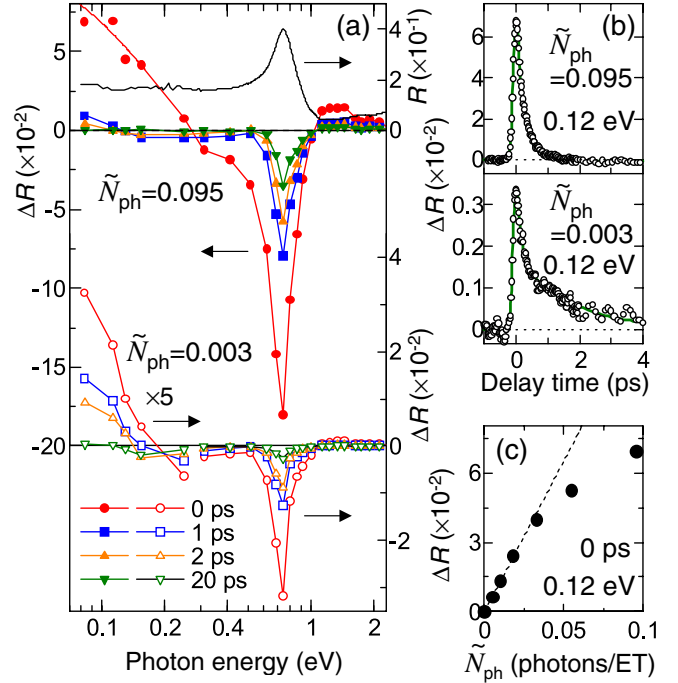 (a)
ΔR (×10⁻²)
5
0
-5
-10
-15
-20
R (×10⁻¹)
4
2
0
Ñph=0.095
4
2
0
-2
ΔR (×10⁻²)
Ñph=0.003
×5
0 ps
1 ps
2 ps
20 ps
0.1
0.2
0.4
0.6
1
2
Photon energy (eV)
(b)
ΔR (×10⁻²)
6
4
2
0
Ñph
=0.095
0.12 eV
0.3
0.2
0.1
0
Ñph
=0.003
0.12 eV
0
1
2
3
4
Delay time (ps)
(c)
ΔR (×10⁻²)
6
3
0
0 ps
0.12 eV
0
0.05
0.1
Ñph (photons/ET)